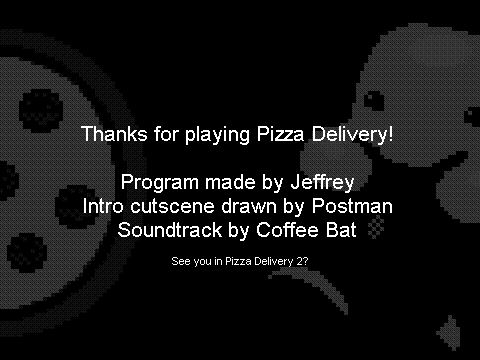 Thanks for playing Pizza Delivery!
Program made by Jeffrey
Intro cutscene drawn by Postman
Soundtrack by Coffee Bat
See you in Pizza Delivery 2?